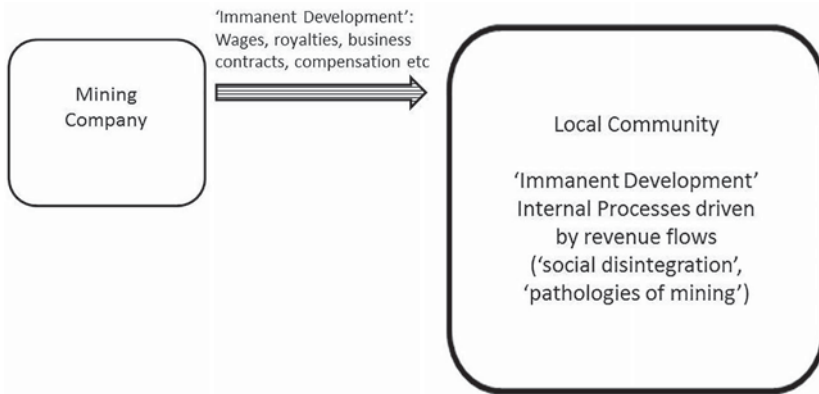 ‘Immanent Development’:
Wages, royalties, business
contracts, compensation etc
Mining
Company
Local Community
‘Immanent Development’
Internal Processes driven
by revenue flows
(‘social disintegration’,
‘pathologies of mining’)